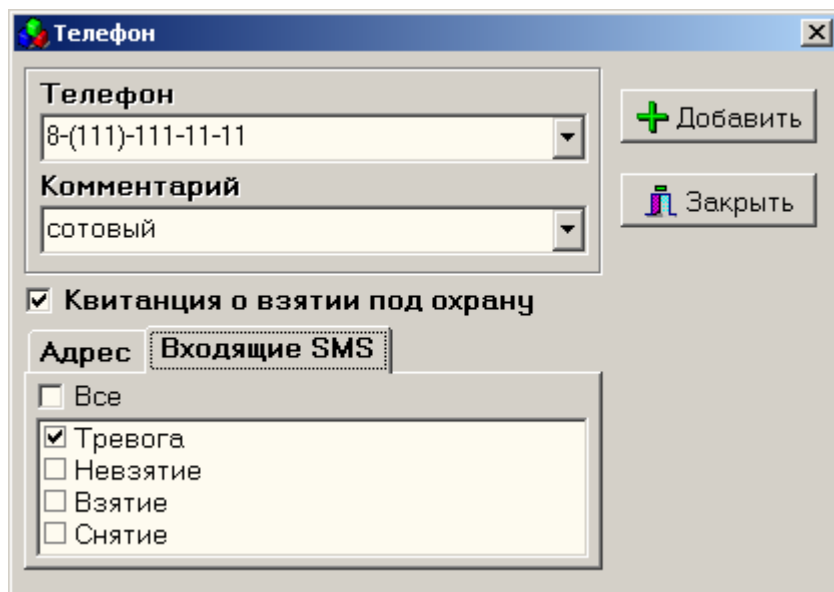 Телефон
Телефон
8-(111)-111-11-11
Добавить
Комментарий
сотовый
Закрыть
Квитанция о взятии под охрану
Адрес Входящие SMS
Все
Тревога
Невзятие
Взятие
Снятие